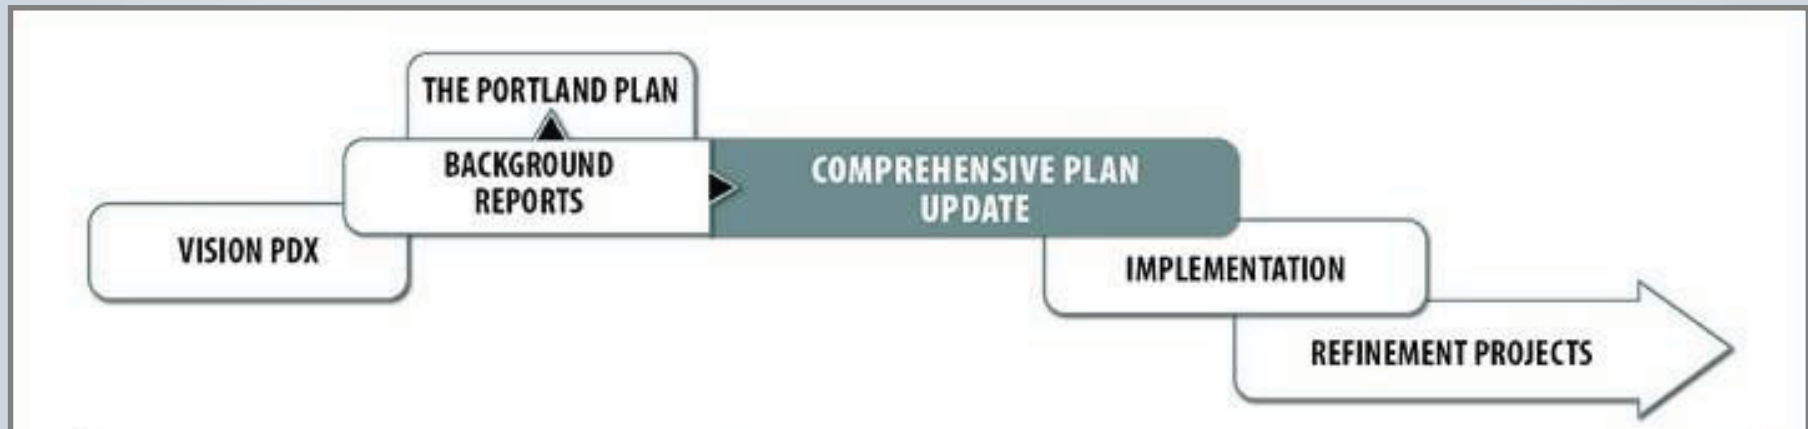 THE PORTLAND PLAN
BACKGROUND
REPORTS
COMPREHENSIVE PLAN
UPDATE
VISION PDX
IMPLEMENTATION
REFINEMENT PROJECTS